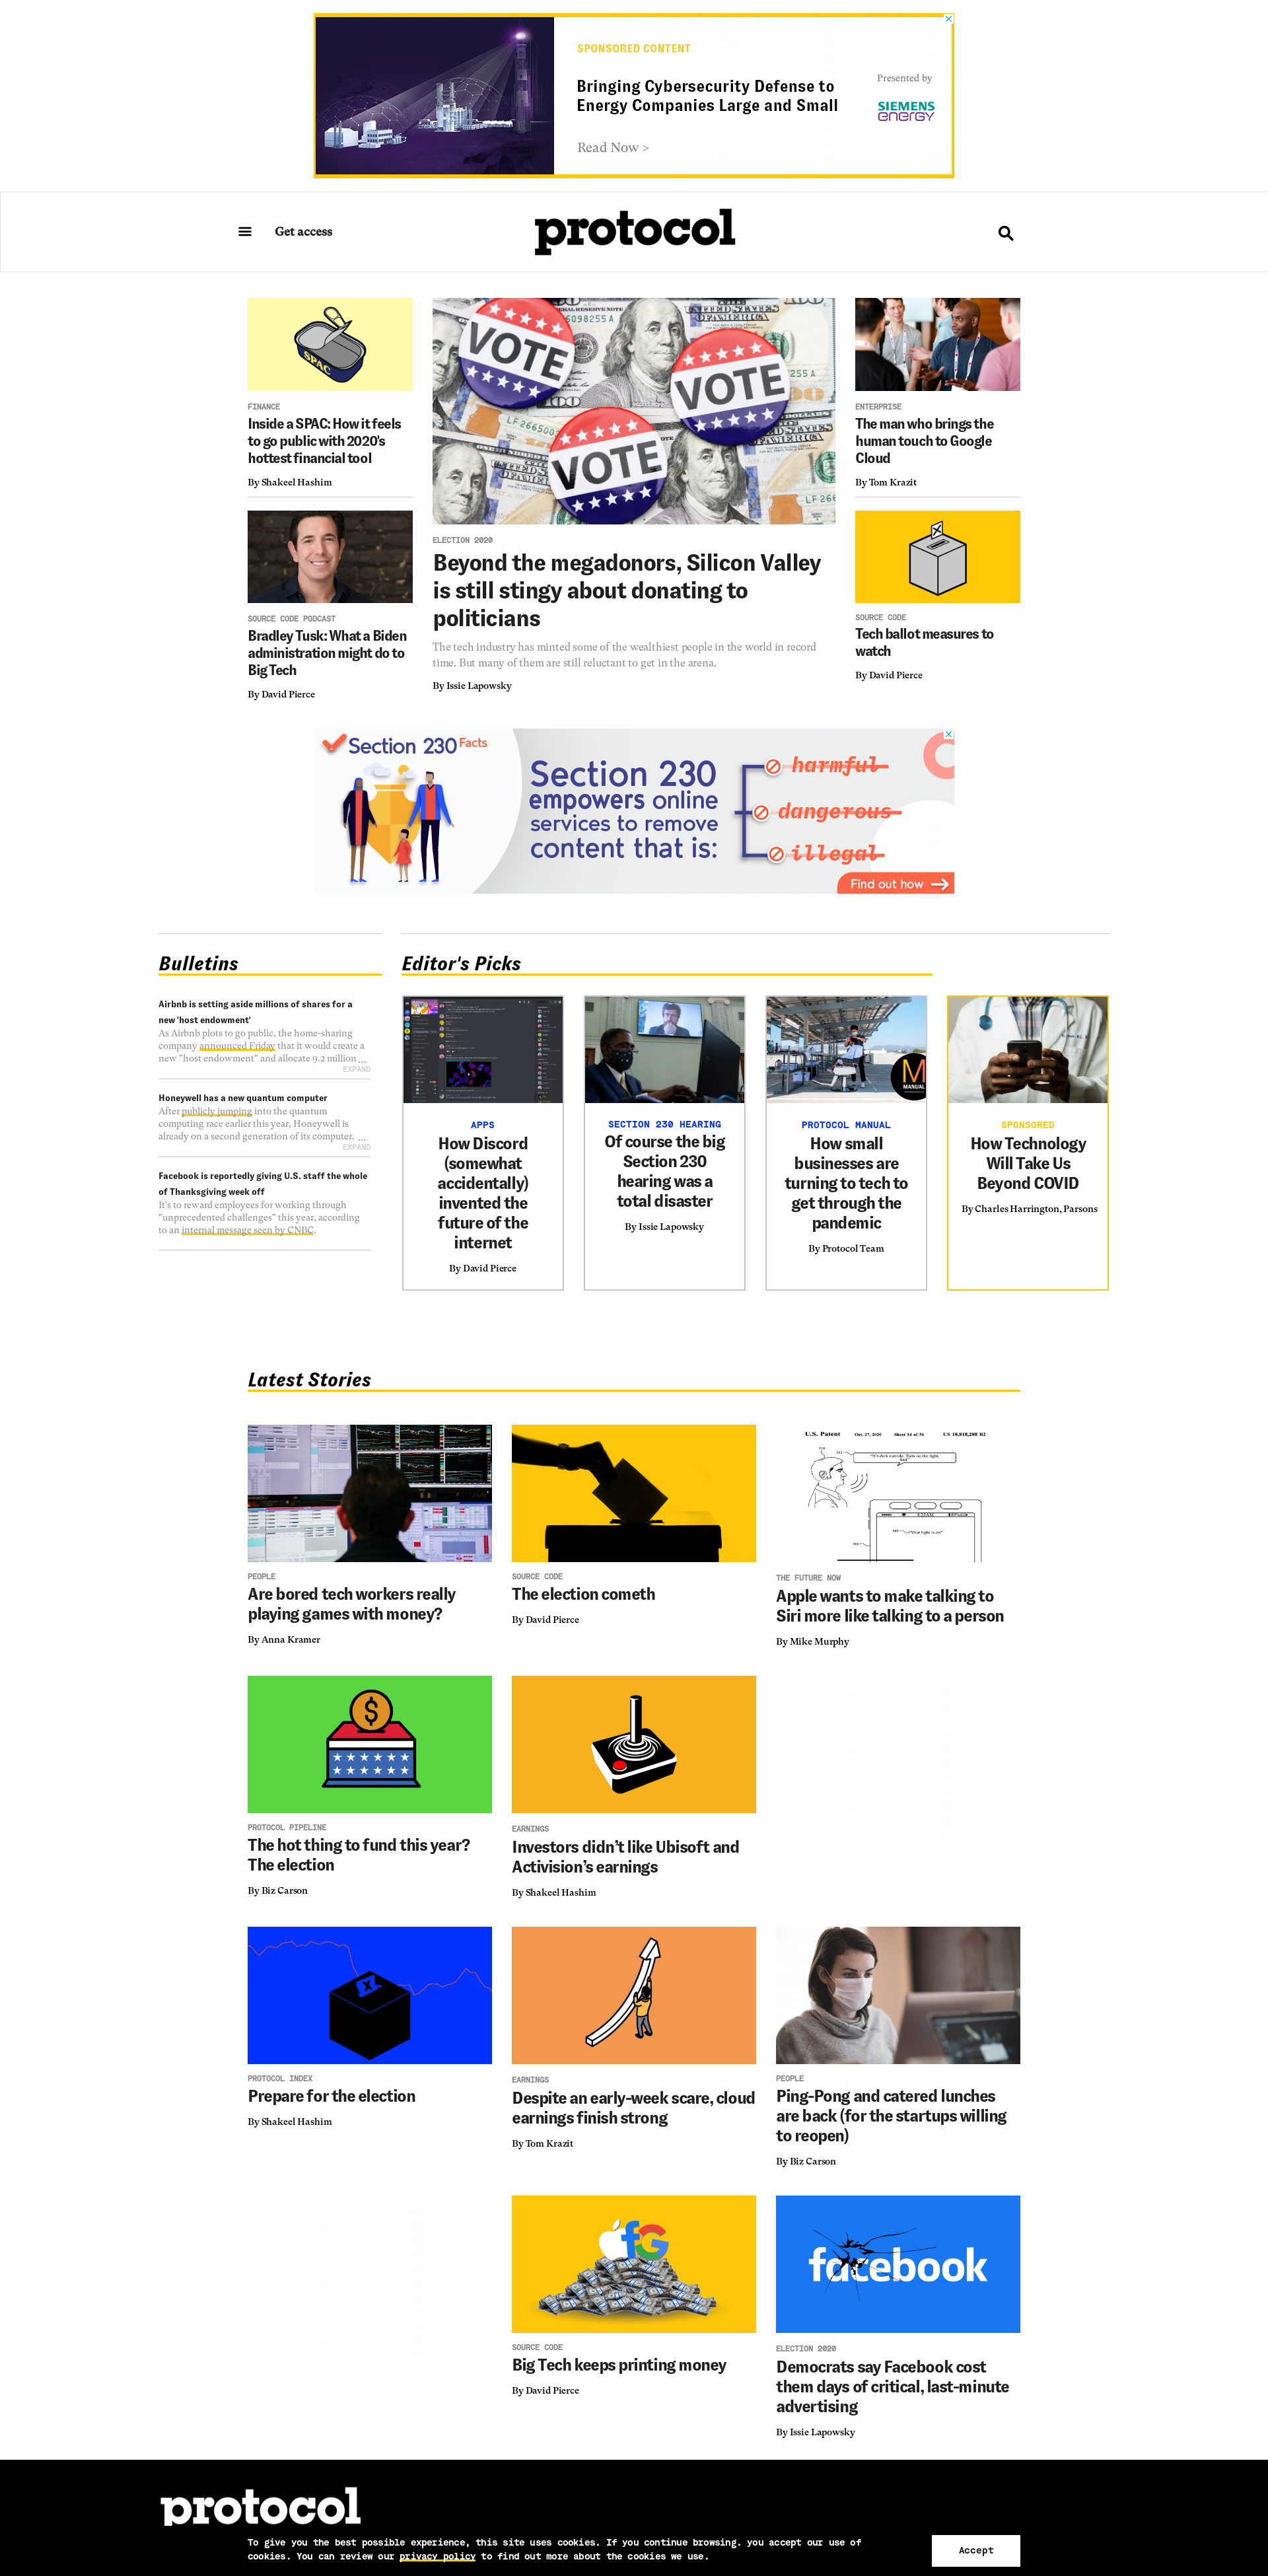 SPONSORED CONTENT
Bringing Cybersecurity Defense to
Energy Companies Large and Small
Read Now >
Presented by
SIEMENS
energy
Get access
protocol
SPAC
FINANCE
Inside a SPAC: How it feels
to go public with 2020's
hottest financial tool
By Shakeel Hashim
SOURCE CODE PODCAST
Bradley Tusk: What a Biden
administration might do to
Big Tech
By David Pierce
VOTE
VOTE
VOTE
ELECTION 2020
Beyond the megadonors, Silicon Valley
is still stingy about donating to
politicians
The tech industry has minted some of the wealthiest people in the world in record
time. But many of them are still reluctant to get in the arena.
By Issie Lapowsky
ENTERPRISE
The man who brings the
human touch to Google
Cloud
By Tom Krazit
SOURCE CODE
Tech ballot measures to
watch
By David Pierce
Section 230 Facts
Section 230
empowers online
services to remove
content that is:
harmful
dangerous
illegal
Find out how
Bulletins
Airbnb is setting aside millions of shares for a
new 'host endowment'
As Airbnb plots to go public, the home-sharing
company announced Friday that it would create a
new "host endowment" and allocate 9.2 million ...
EXPAND
Honeywell has a new quantum computer
After publicly jumping into the quantum
computing race earlier this year, Honeywell is
already on a second generation of its computer. ...
EXPAND
Facebook is reportedly giving U.S. staff the whole
of Thanksgiving week off
It's to reward employees for working through
"unprecedented challenges" this year, according
to an internal message seen by CNBC.
Editor's Picks
APPS
How Discord
(somewhat
accidentally)
invented the
future of the
internet
By David Pierce
SECTION 230 HEARING
Of course the big
Section 230
hearing was a
total disaster
By Issie Lapowsky
M
MANUAL
PROTOCOL MANUAL
How small
businesses are
turning to tech to
get through the
pandemic
By Protocol Team
SPONSORED
How Technology
Will Take Us
Beyond COVID
By Charles Harrington, Parsons
Latest Stories
PEOPLE
Are bored tech workers really
playing games with money?
By Anna Kramer
SOURCE CODE
The election cometh
By David Pierce
U.S. Patent Oct. 27, 2020 Sheet 34 of 36 US 10,818,288 B2
THE FUTURE NOW
Apple wants to make talking to
Siri more like talking to a person
By Mike Murphy
PROTOCOL PIPELINE
The hot thing to fund this year?
The election
By Biz Carson
EARNINGS
Investors didn’t like Ubisoft and
Activision’s earnings
By Shakeel Hashim
PROTOCOL INDEX
Prepare for the election
By Shakeel Hashim
EARNINGS
Despite an early-week scare, cloud
earnings finish strong
By Tom Krazit
PEOPLE
Ping-Pong and catered lunches
are back (for the startups willing
to reopen)
By Biz Carson
SOURCE CODE
Big Tech keeps printing money
By David Pierce
facebook
ELECTION 2020
Democrats say Facebook cost
them days of critical, last-minute
advertising
By Issie Lapowsky
protocol
To give you the best possible experience, this site uses cookies. If you continue browsing. you accept our use of
cookies. You can review our privacy policy to find out more about the cookies we use.
Accept